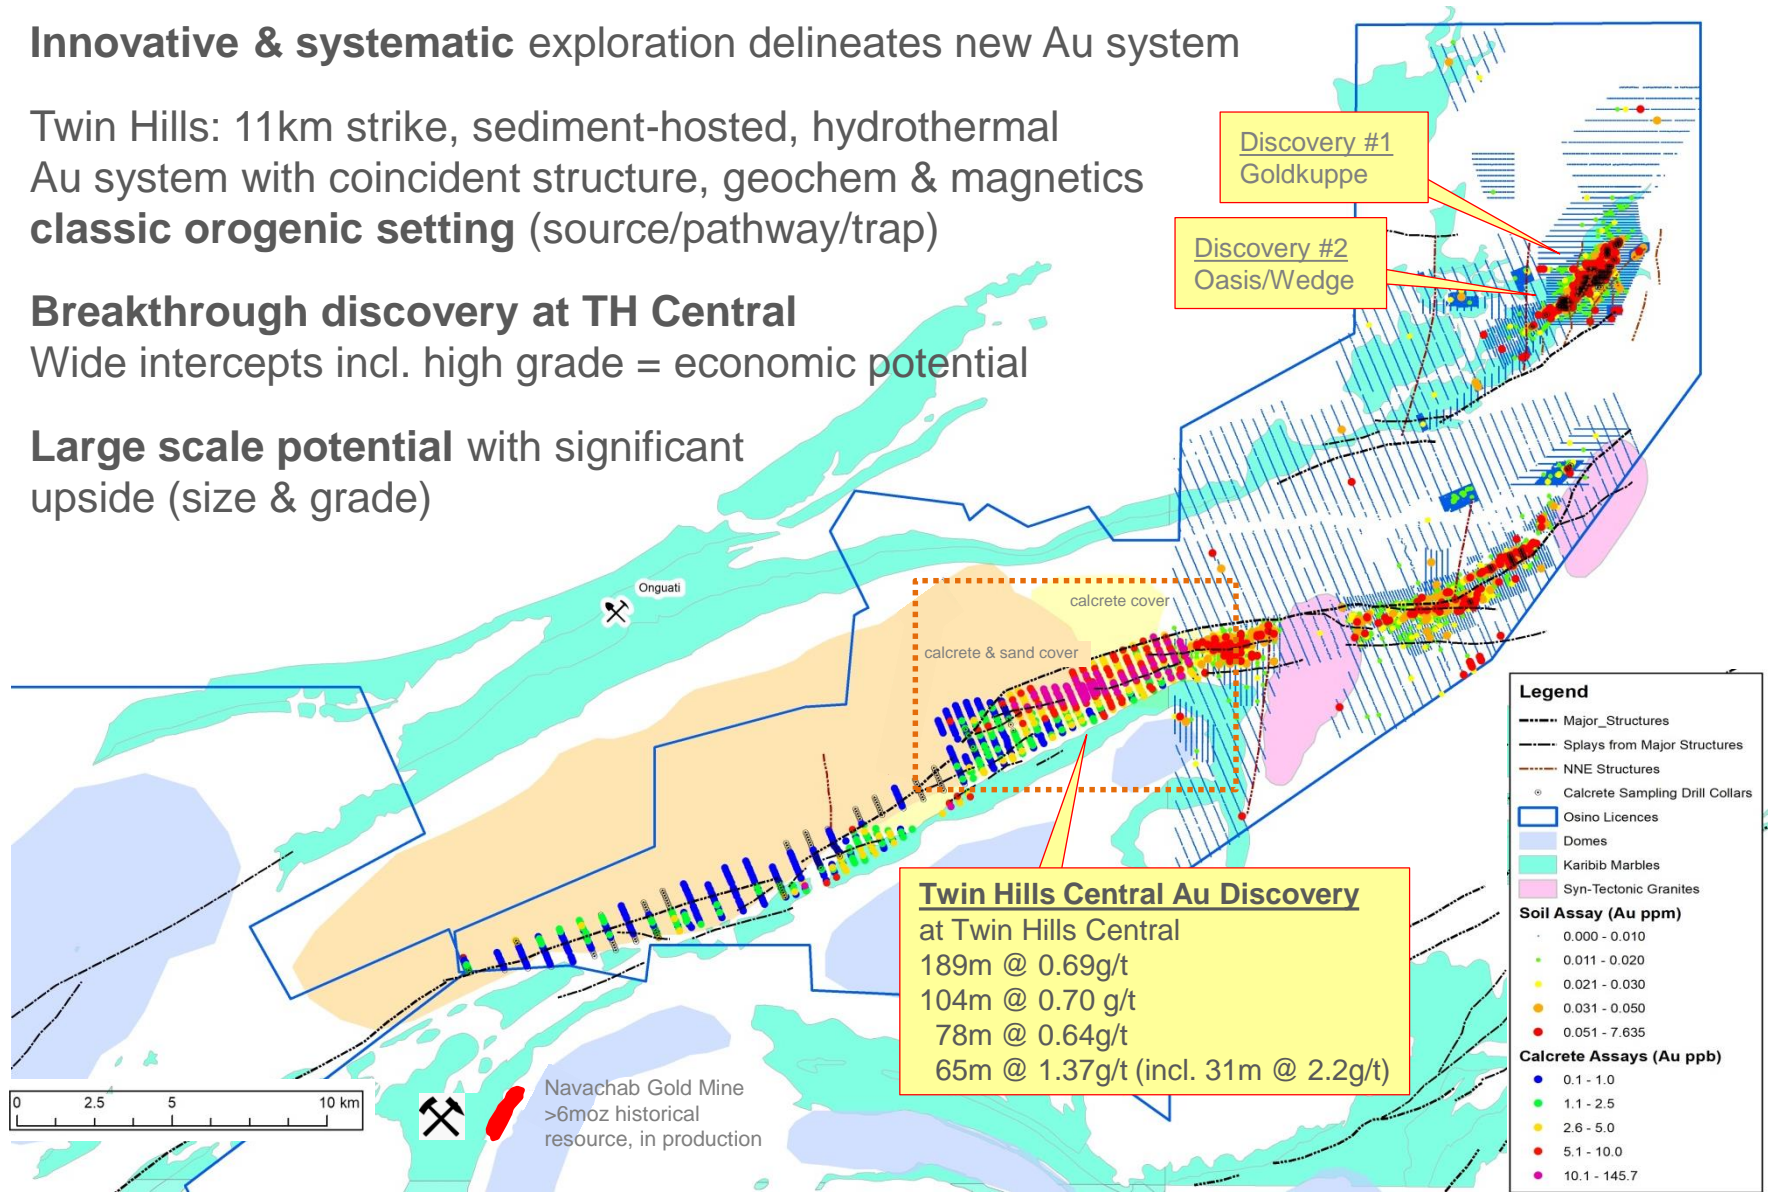 Innovative & systematic exploration delineates new Au system
Twin Hills: 11km strike, sediment-hosted, hydrothermal
Au system with coincident structure, geochem & magnetics
classic orogenic setting (source/pathway/trap)
Breakthrough discovery at TH Central
Wide intercepts incl. high grade = economic potential
Large scale potential with significant
upside (size & grade)
Discovery #1
Goldkuppe
Discovery #2
Oasis/Wedge
Onguati
calcrete cover
calcrete & sand cover
Twin Hills Central Au Discovery
at Twin Hills Central
189m @ 0.69g/t
104m @ 0.70 g/t
78m @ 0.64g/t
65m @ 1.37g/t (incl. 31m @ 2.2g/t)
Navachab Gold Mine
>6moz historical
resource, in production
0 2.5 5 10 km
Legend
Major_Structures
Splays from Major Structures
NNE Structures
Calcrete Sampling Drill Collars
Osino Licences
Domes
Karibib Marbles
Syn-Tectonic Granites
Soil Assay (Au ppm)
0.000 - 0.010
0.011 - 0.020
0.021 - 0.030
0.031 - 0.050
0.051 - 7.635
Calcrete Assays (Au ppb)
0.1 - 1.0
1.1 - 2.5
2.6 - 5.0
5.1 - 10.0
10.1 - 145.7